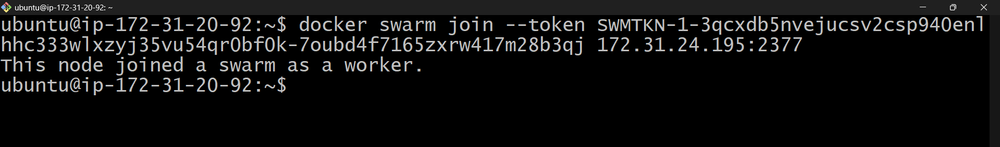 ubuntu@ip-172-31-20-92: ~
ubuntu@ip-172-31-20-92:~$ docker swarm join --token SWMTKN-1-3qcxdb5nvejucsv2csp940enl
hhc333wlxzyj35vu54qr0bf0k-7oubd4f7165zxrw417m28b3qj 172.31.24.195:2377
This node joined a swarm as a worker.
ubuntu@ip-172-31-20-92:~$